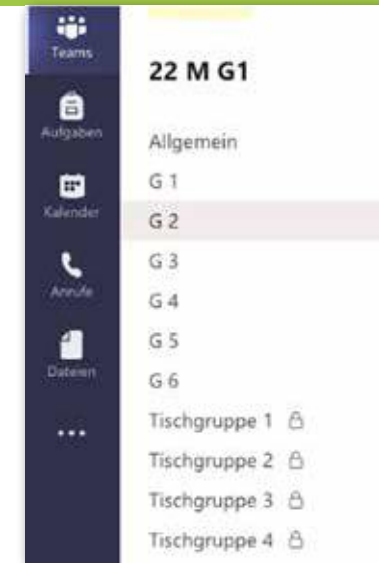 Teams
Aufgaben
Kalender
Anrufe
Dateien
22 M G1
Allgemein
G 1
G 2
G 3
G 4
G 5
G 6
Tischgruppe 1
Tischgruppe 2
Tischgruppe 3
Tischgruppe 4